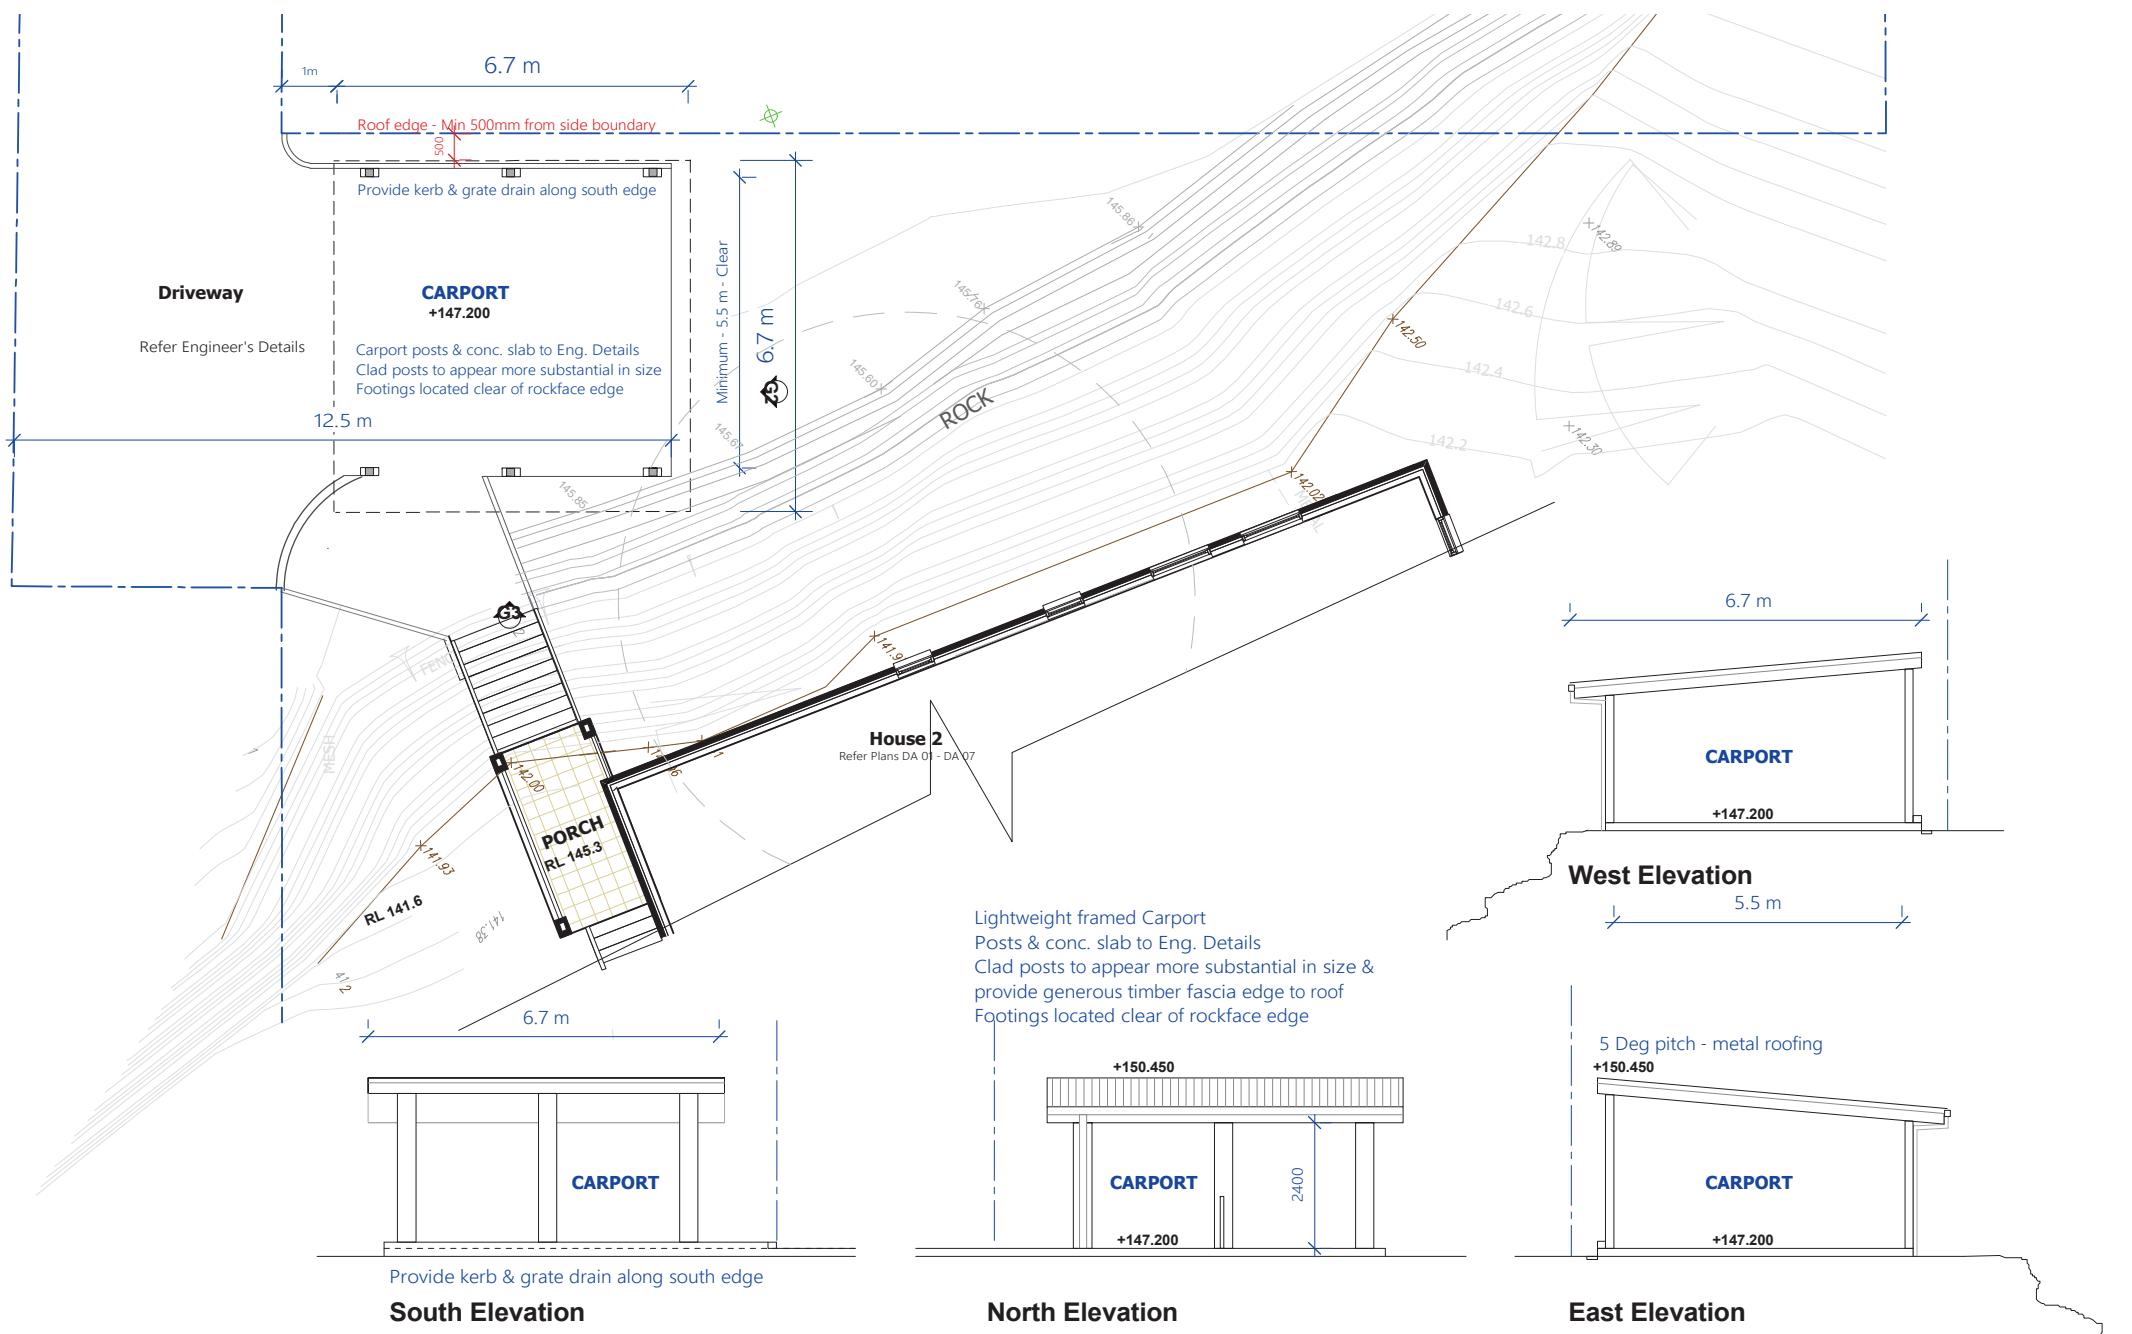 1m
6.7 m
Roof edge - Min 500mm from side boundary
500
Provide kerb & grate drain along south edge
Driveway
Refer Engineer's Details
CARPORT
+147.200
Carport posts & conc. slab to Eng. Details
Clad posts to appear more substantial in size
Footings located clear of rockface edge
12.5 m
Minimum - 5.5 m - Clear
6.7 m
G2
145.86
145.76
145.60
145.67
145.85
ROCK
142.89
142.8
142.6
142.50
142.4
142.2
142.30
142.02
G3
MESH
141.9
142.00
141.93
House 2
Refer Plans DA 01 - DA 07
PORCH
RL 145.3
RL 141.6
141.38
41.2
6.7 m
CARPORT
+147.200
West Elevation
5.5 m
Lightweight framed Carport
Posts & conc. slab to Eng. Details
Clad posts to appear more substantial in size &
provide generous timber fascia edge to roof
Footings located clear of rockface edge
6.7 m
CARPORT
Provide kerb & grate drain along south edge
South Elevation
+150.450
CARPORT
2400
+147.200
North Elevation
5 Deg pitch - metal roofing
+150.450
CARPORT
+147.200
East Elevation